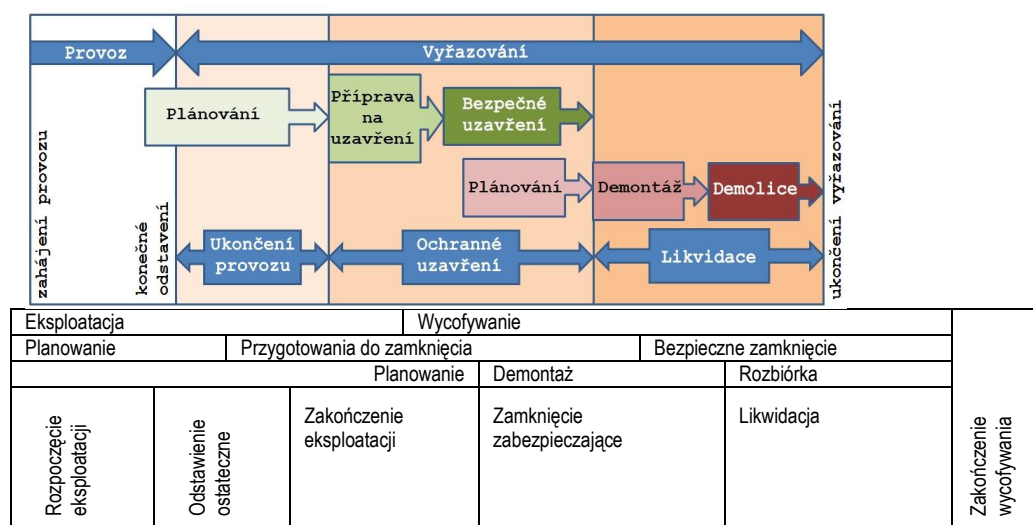 Provoz
Vyřazování
Plánování
Příprava
na
uzavření
Bezpečné
uzavření
Plánování
Demontáž
Demolice
zahájení provozu
konečné
odstavení
Ukončení
provozu
Ochranné
uzavření
Likvidace
ukončení vyřazování
Eksploatacja
Wycofywanie
Planowanie
Przygotowania do zamknięcia
Bezpieczne zamknięcie
Planowanie
Demontaż
Rozbiórka
Rozpoczęcie
eksploatacji
Odstawienie
ostateczne
Zakończenie
eksploatacji
Zamknięcie
zabezpieczające
Likwidacja
Zakończenie
wycofywania